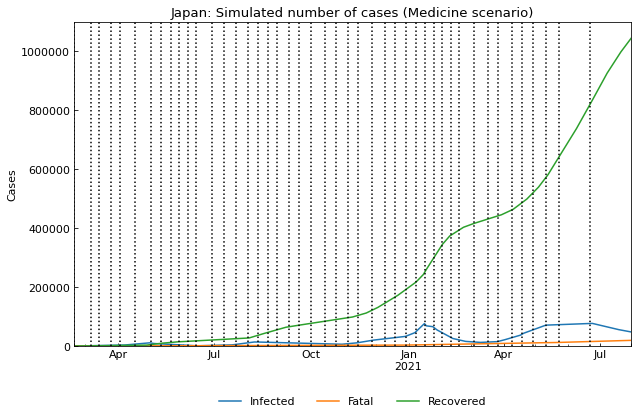 Japan: Simulated number of cases (Medicine scenario)
1000000
800000
600000
400000
200000
0
Cases
Apr Jul Oct Jan Apr Jul
2021
Infected Fatal Recovered